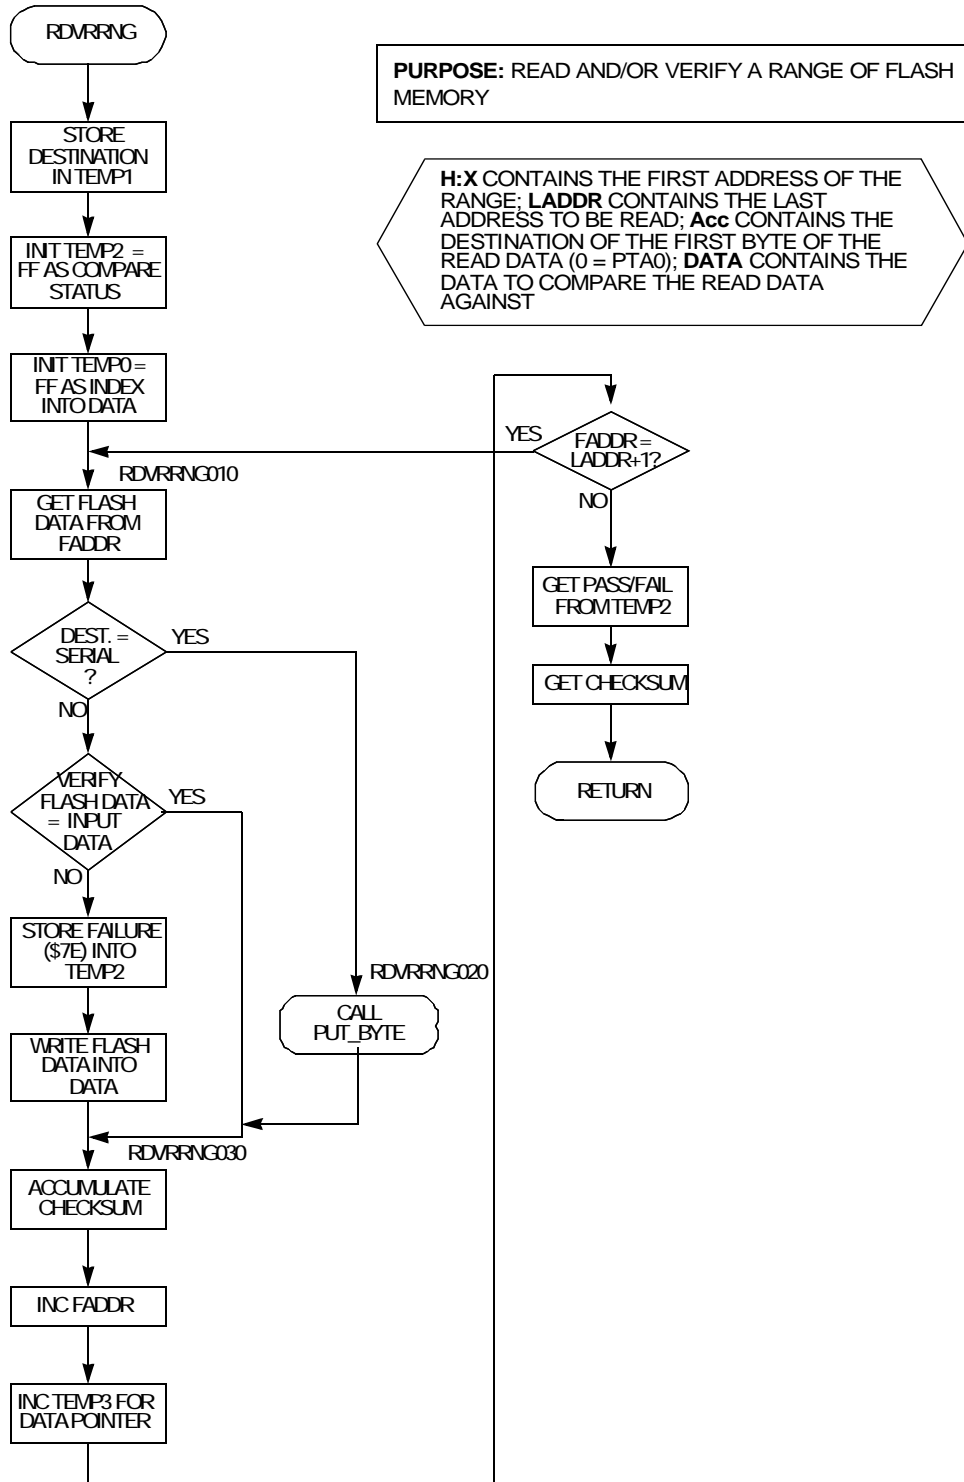 RDVRRNG
PURPOSE: READ AND/OR VERIFY A RANGE OF FLASH
MEMORY
STORE
DESTINATION
IN TEMP1
H:X CONTAINS THE FIRST ADDRESS OF THE
RANGE; LADDR CONTAINS THE LAST
ADDRESS TO BE READ; Acc CONTAINS THE
DESTINATION OF THE FIRST BYTE OF THE
READ DATA (0 = PTA0); DATA CONTAINS THE
DATA TO COMPARE THE READ DATA
AGAINST
INIT TEMP2 =
FF AS COMPARE
STATUS
INIT TEMP0 =
FF AS INDEX
INTO DATA
RDVRRNG010
GET FLASH
DATA FROM
FADDR
DEST. =
SERIAL
?
YES
NO
VERIFY
FLASH DATA
= INPUT
DATA
YES
NO
STORE FAILURE
($7E) INTO
TEMP2
WRITE FLASH
DATA INTO
DATA
RDVRRNG020
CALL
PUT_BYTE
RDVRRNG030
ACCUMULATE
CHECKSUM
INC FADDR
INC TEMP3 FOR
DATA POINTER
YES
FADDR =
LADDR+1?
NO
GET PASS/FAIL
FROM TEMP2
GET CHECKSUM
RETURN